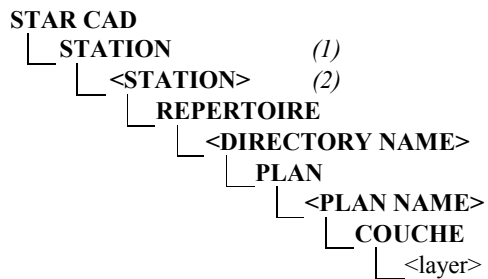 STAR CAD
STATION (1)
<STATION> (2)
REPERTOIRE
<DIRECTORY NAME>
PLAN
<PLAN NAME>
COUCHE
<layer>